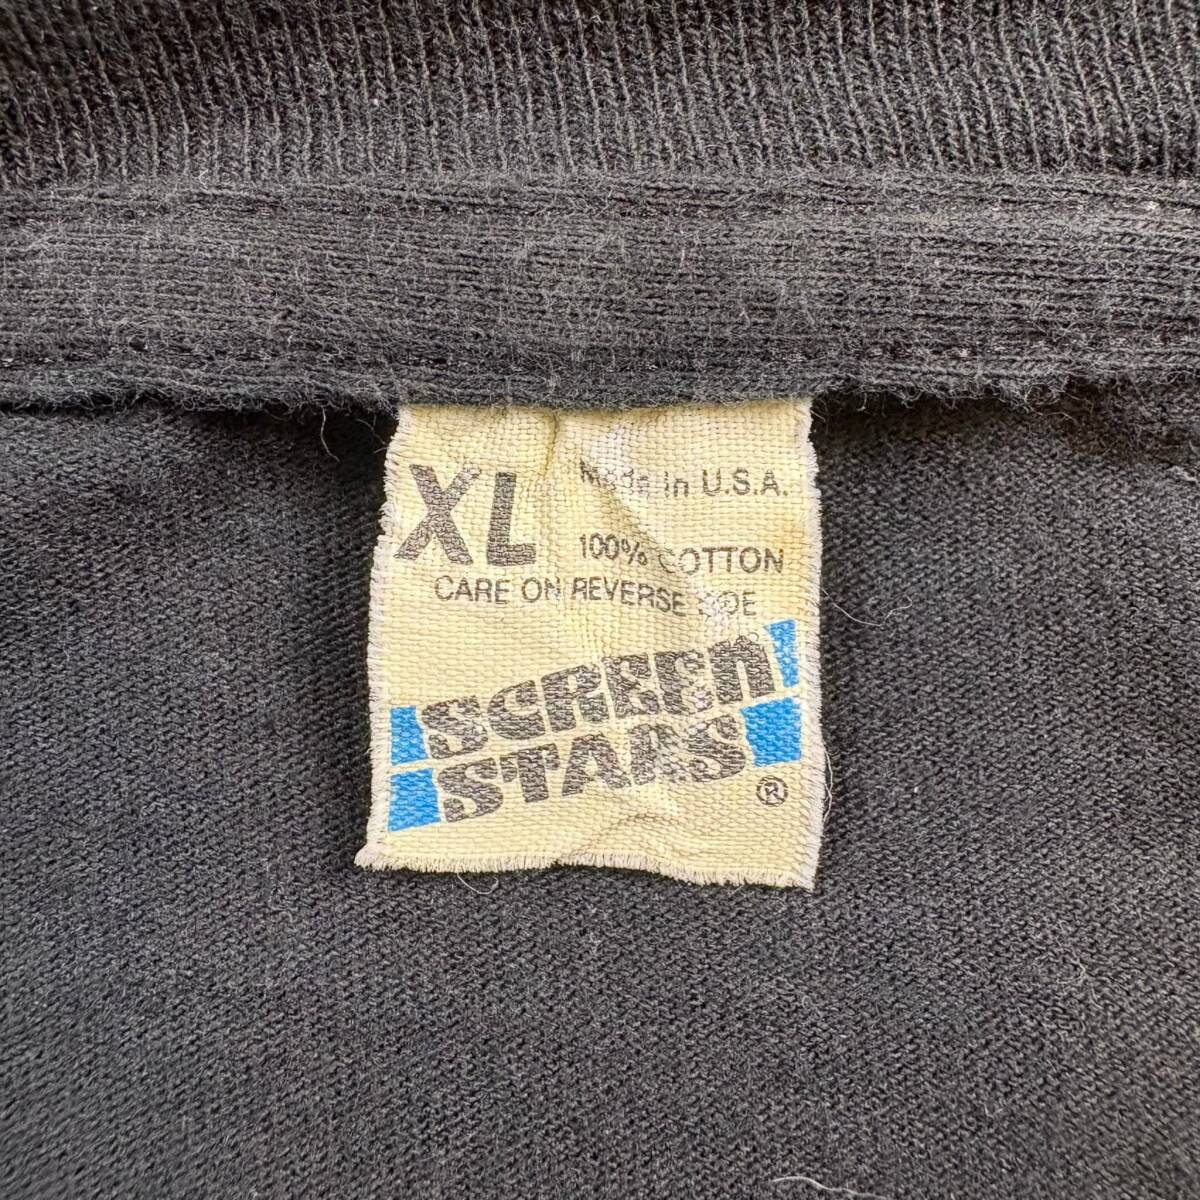 XL Made in U.S.A.
100% COTTON
CARE ON REVERSE SIDE
SCREEN
STARS
®